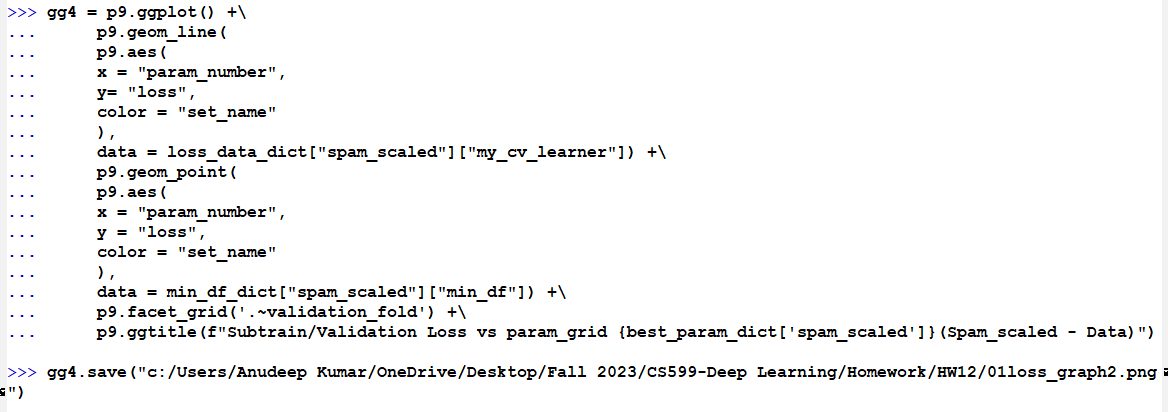 >>> gg4 = p9.ggplot() +\
...      p9.geom_line(
...      p9.aes(
...      x = "param_number",
...      y= "loss",
...      color = "set_name"
...      ),
...      data = loss_data_dict["spam_scaled"]["my_cv_learner"]) +\
...      p9.geom_point(
...      p9.aes(
...      x = "param_number",
...      y = "loss",
...      color = "set_name"
...      ),
...      data = min_df_dict["spam_scaled"]["min_df"]) +\
...      p9.facet_grid('.~validation_fold') +\
...      p9.ggtitle(f"Subtrain/Validation Loss vs param_grid {best_param_dict['spam_scaled']}(Spam_scaled - Data)")
>>> gg4.save("c:/Users/Anudeep Kumar/OneDrive/Desktop/Fall 2023/CS599-Deep Learning/Homework/HW12/01loss_graph2.png
")